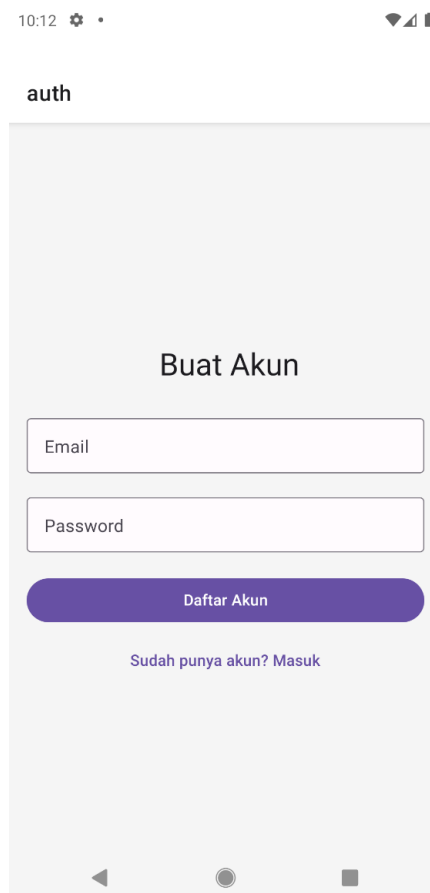 10:12
auth
Buat Akun
Email
Password
Daftar Akun
Sudah punya akun? Masuk